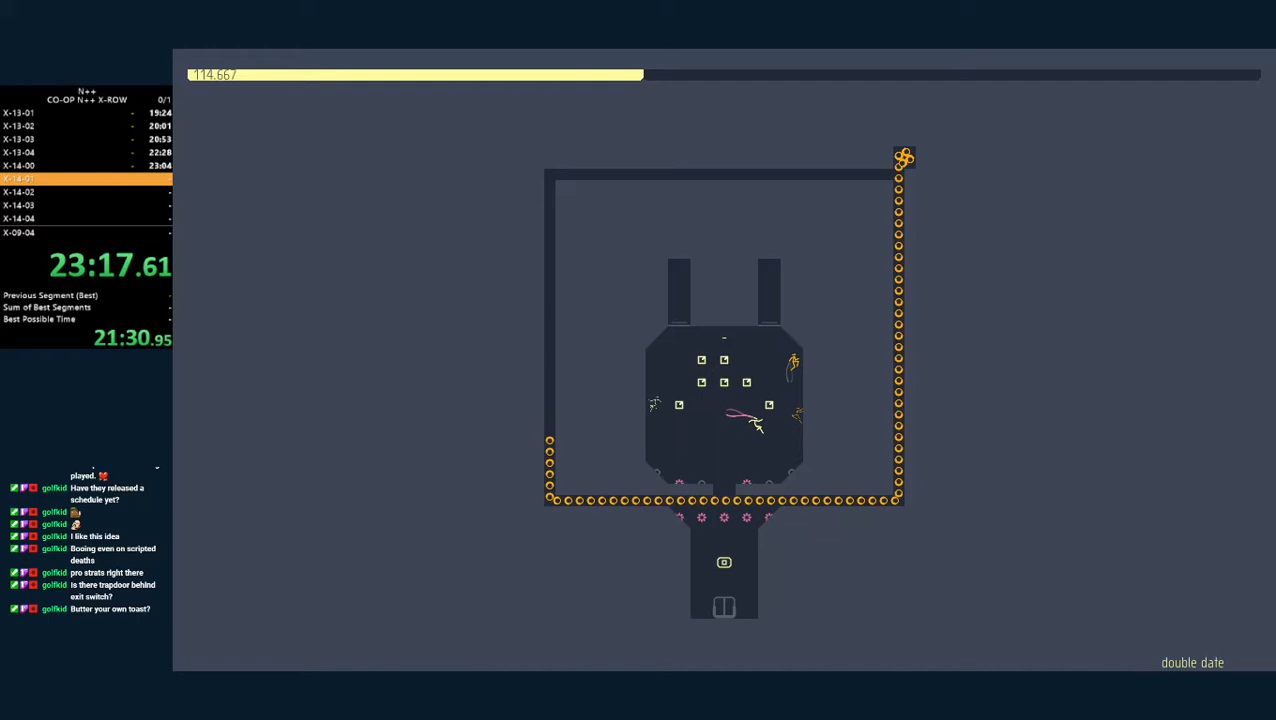 114.667
N++
CO-OP N++ X-ROW 0/1
X-13-01 - 19:24
X-13-02 - 20:01
X-13-03 - 20:53
X-13-04 - 22:28
X-14-00 - 23:04
X-14-01 -
X-14-02 -
X-14-03 -
X-14-04 -
X-09-04 -
23:17.61
Previous Segment (Best) -
Sum of Best Segments -
Best Possible Time -
21:30.95
played.
golfkid Have they released a
schedule yet?
golfkid
golfkid
golfkid I like this idea
golfkid Booing even on scripted
deaths
golfkid pro strats right there
golfkid Is there trapdoor behind
exit switch?
golfkid Butter your own toast?
double date